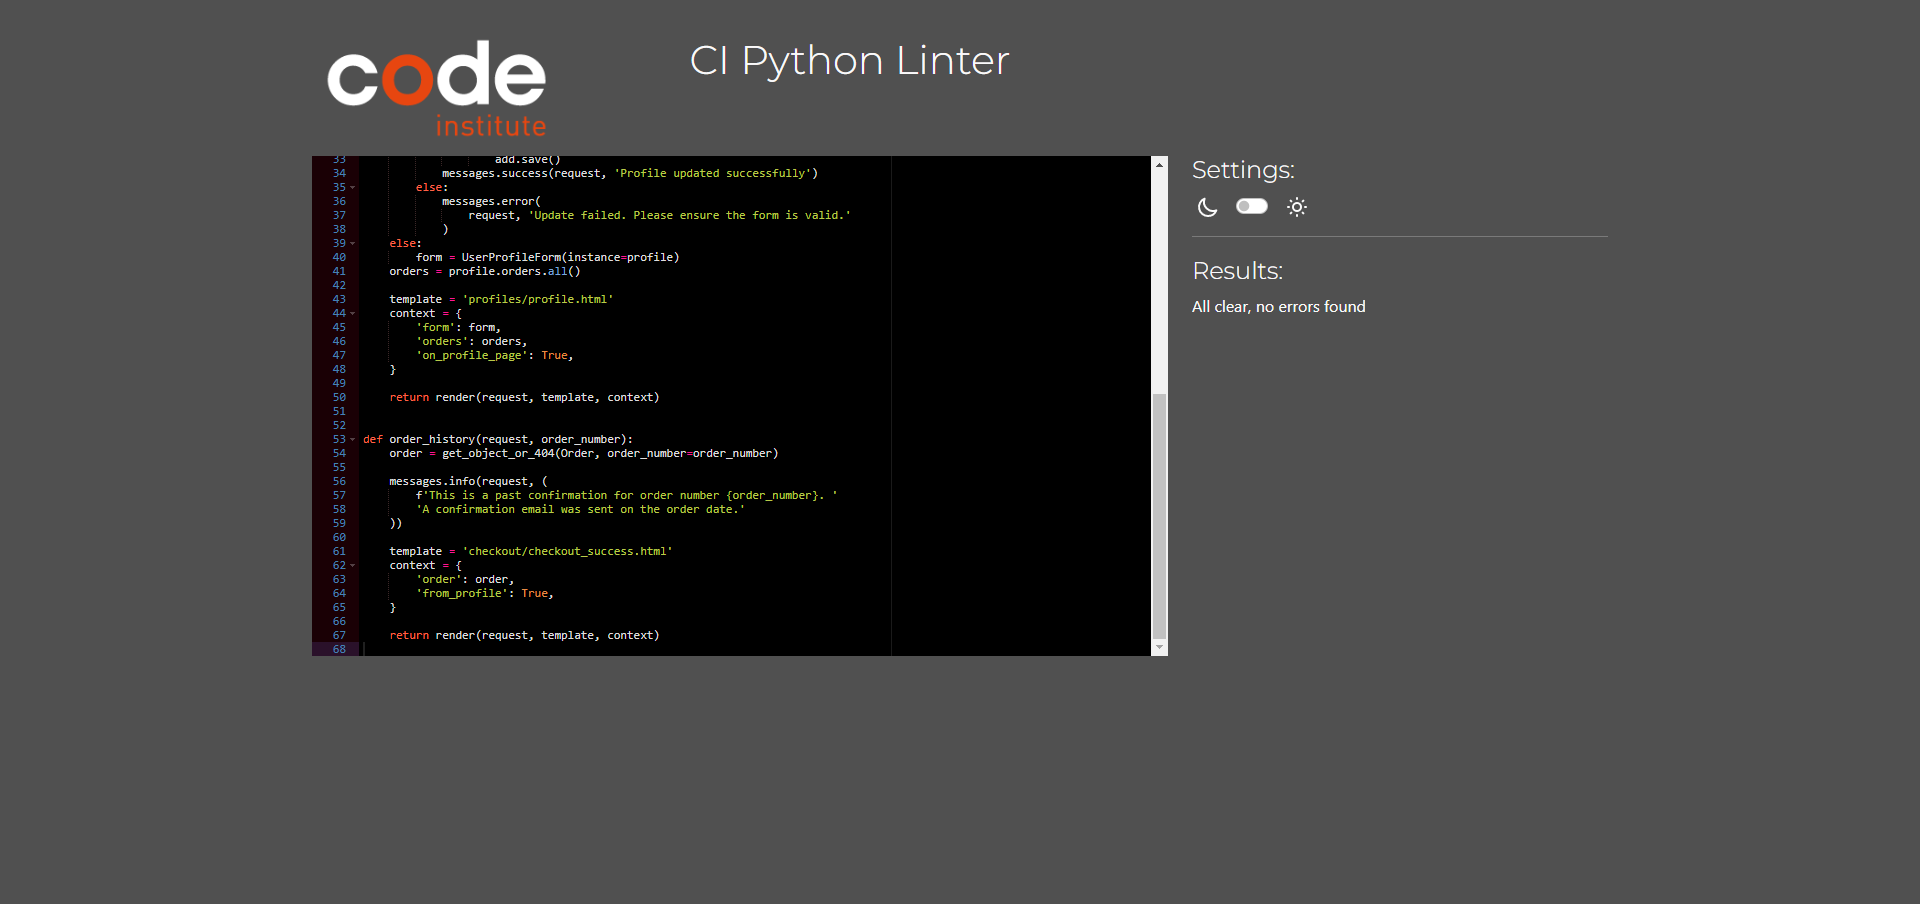 code
institute
CI Python Linter
33 add.save()
34 messages.success(request, 'Profile updated successfully')
35 else:
36 messages.error(
37 request, 'Update failed. Please ensure the form is valid.'
38 )
39 else:
40 form = UserProfileForm(instance=profile)
41 orders = profile.orders.all()
42
43 template = 'profiles/profile.html'
44 context = {
45 'form': form,
46 'orders': orders,
47 'on_profile_page': True,
48 }
49
50 return render(request, template, context)
51
52
53 def order_history(request, order_number):
54 order = get_object_or_404(Order, order_number=order_number)
55
56 messages.info(request, (
57 f'This is a past confirmation for order number {order_number}. '
58 'A confirmation email was sent on the order date.'
59 ))
60
61 template = 'checkout/checkout_success.html'
62 context = {
63 'order': order,
64 'from_profile': True,
65 }
66
67 return render(request, template, context)
68
Settings:
Results:
All clear, no errors found